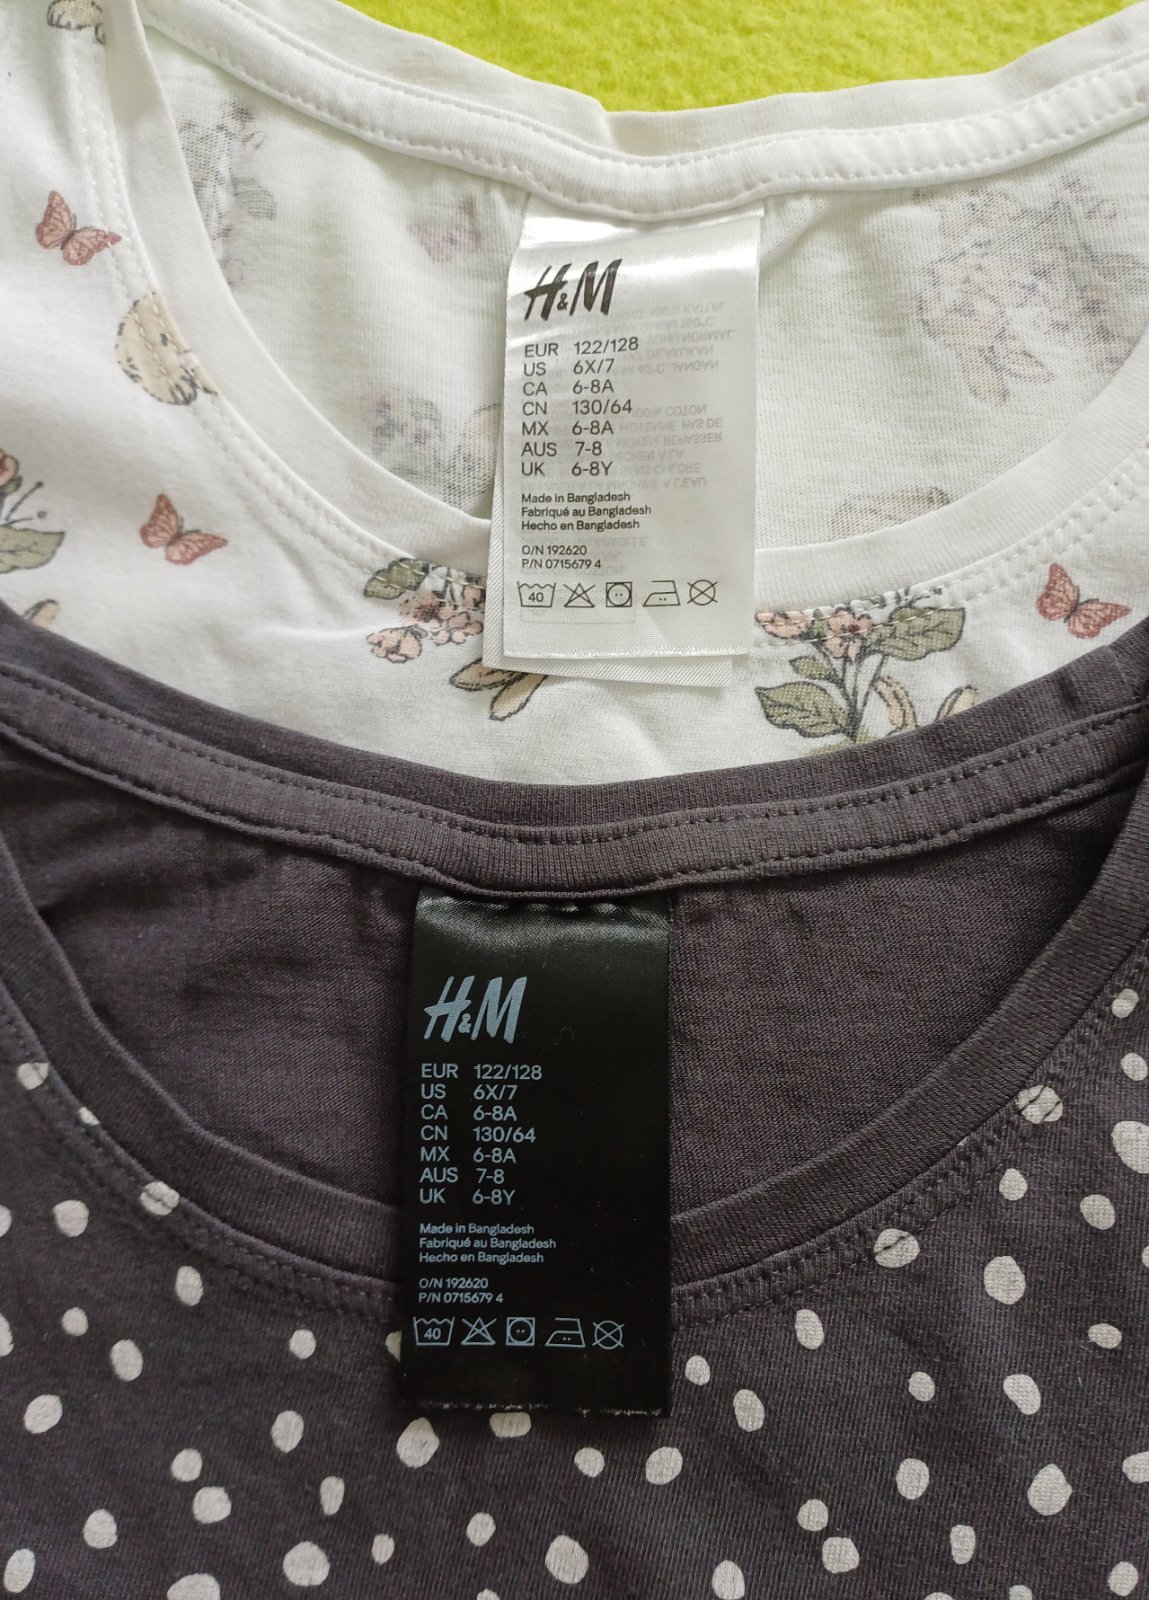 H&M
EUR 122/128
US 6X/7
CA 6-8A
CN 130/64
MX 6-8A
AUS 7-8
UK 6-8Y
Made in Bangladesh
Fabriqué au Bangladesh
Hecho en Bangladesh
O/N 192620
P/N 0715679 4
40
H&M
EUR 122/128
US 6X/7
CA 6-8A
CN 130/64
MX 6-8A
AUS 7-8
UK 6-8Y
Made in Bangladesh
Fabriqué au Bangladesh
Hecho en Bangladesh
O/N 192620
P/N 0715679 4
40